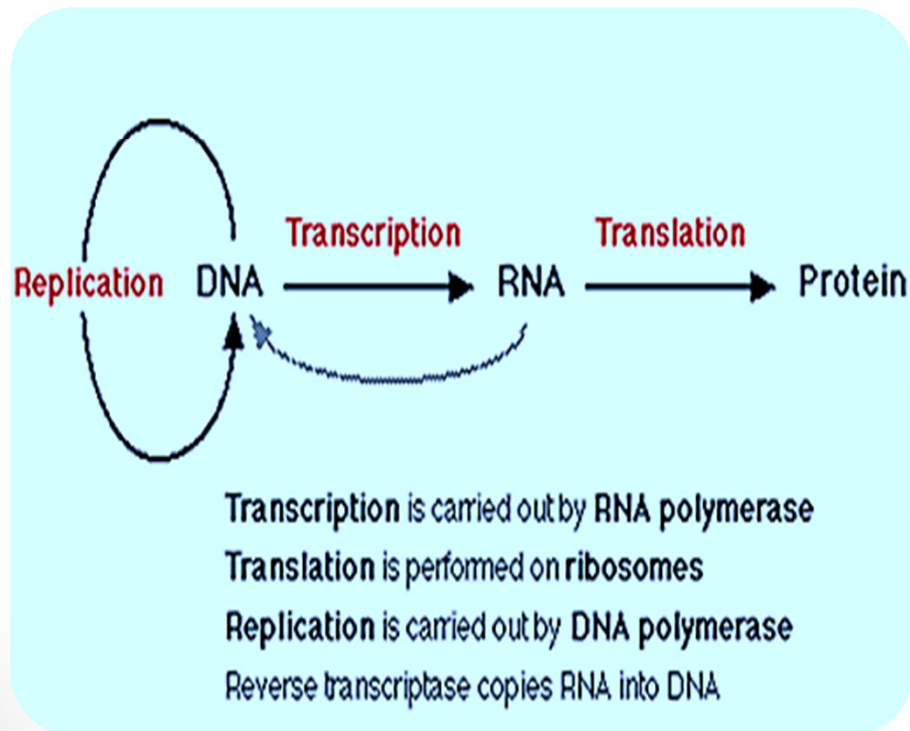 Transcription Translation
Replication DNA RNA Protein
Transcription is carried out by RNA polymerase
Translation is performed on ribosomes
Replication is carried out by DNA polymerase
Reverse transcriptase copies RNA into DNA